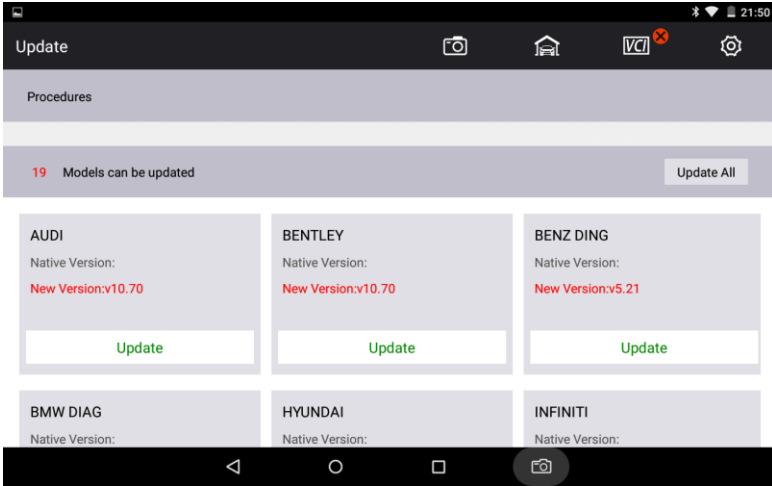 21:50
Update
VCI
Procedures
19 Models can be updated
Update All
AUDI
Native Version:
New Version:v10.70
Update
BENTLEY
Native Version:
New Version:v10.70
Update
BENZ DING
Native Version:
New Version:v5.21
Update
BMW DIAG
Native Version:
HYUNDAI
Native Version:
INFINITI
Native Version: